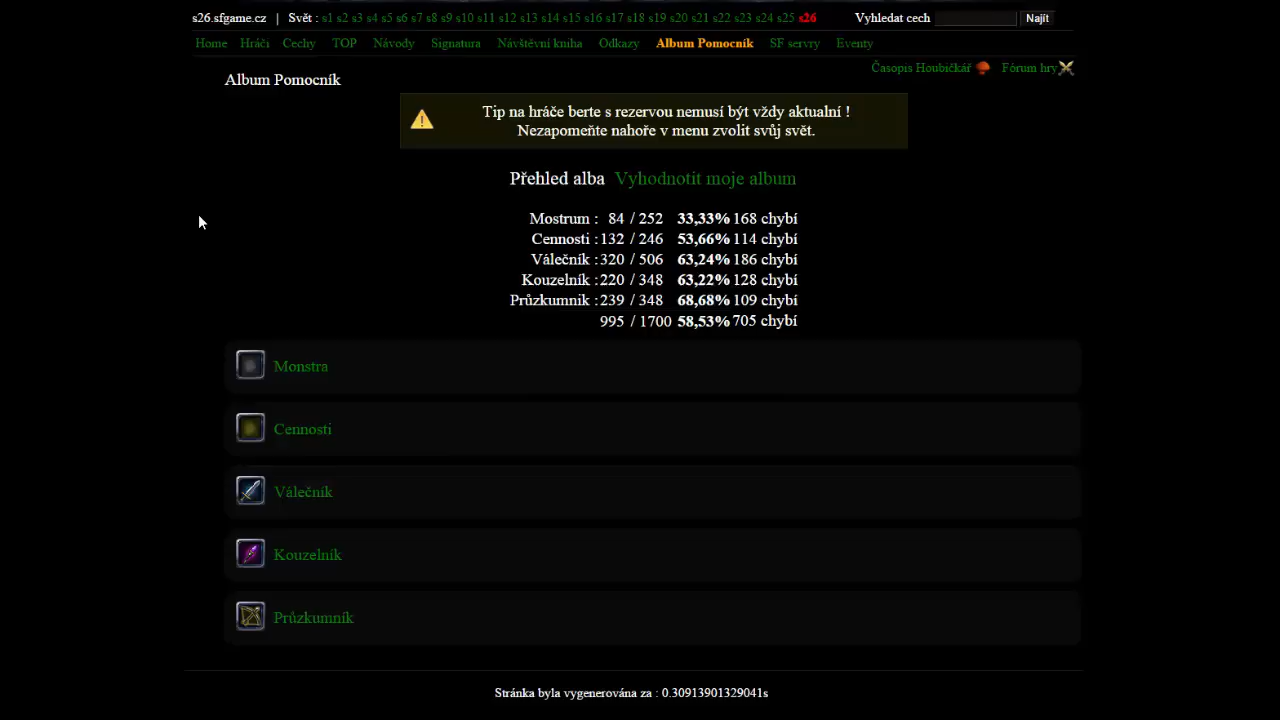 s26.sfgame.cz | Svět : s1 s2 s3 s4 s5 s6 s7 s8 s9 s10 s11 s12 s13 s14 s15 s16 s17 s18 s19 s20 s21 s22 s23 s24 s25 s26 Vyhledat cech Najít
Home Hráči Cechy TOP Návody Signatura Návštěvní kniha Odkazy Album Pomocník SF servry Eventy
Časopis Houbičkář Fórum hry
Album Pomocník
Tip na hráče berte s rezervou nemusí být vždy aktualní !
Nezapomeňte nahoře v menu zvolit svůj svět.
Přehled alba Vyhodnotit moje album
Mostrum : 84 / 252 33,33% 168 chybí
Cennosti : 132 / 246 53,66% 114 chybí
Válečník : 320 / 506 63,24% 186 chybí
Kouzelník : 220 / 348 63,22% 128 chybí
Průzkumník : 239 / 348 68,68% 109 chybí
995 / 1700 58,53% 705 chybí
Monstra
Cennosti
Válečník
Kouzelník
Průzkumník
Stránka byla vygenerována za : 0.30913901329041s